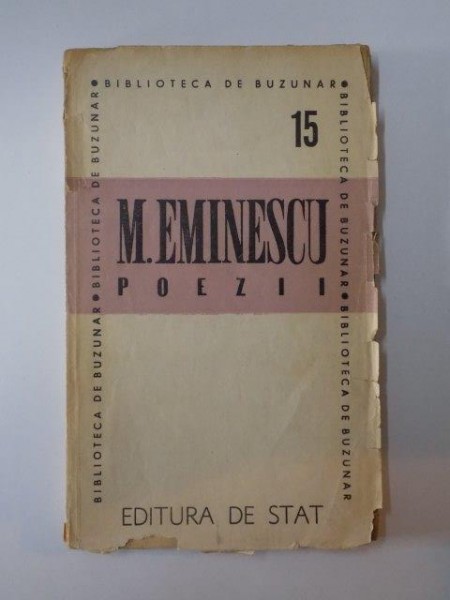 ● BIBLIOTECA DE BUZUNAR ●
BIBLIOTECA DE BUZUNAR ● BIBLIOTECA DE BUZUNAR
15
M. EMINESCU
POEZII
BIBLIOTECA DE BUZUNAR ● BIBLIOTECA DE BUZUNAR
EDITURA DE STAT